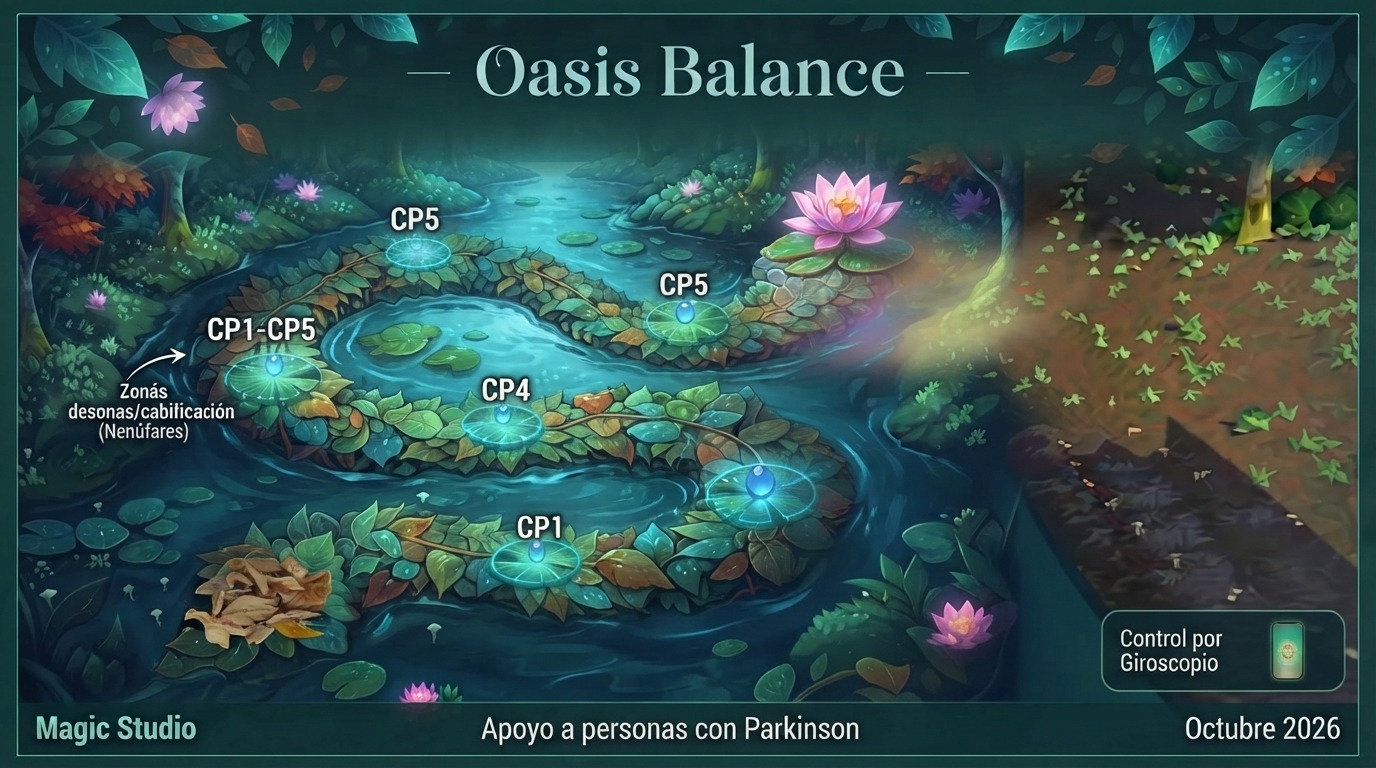 Oasis Balance
CP5
CP5
CP1-CP5
Zonás
desonas/cabificación
(Nenúfares)
CP4
CP1
Control por
Giroscopio
Magic Studio
Apoyo a personas con Parkinson
Octubre 2026